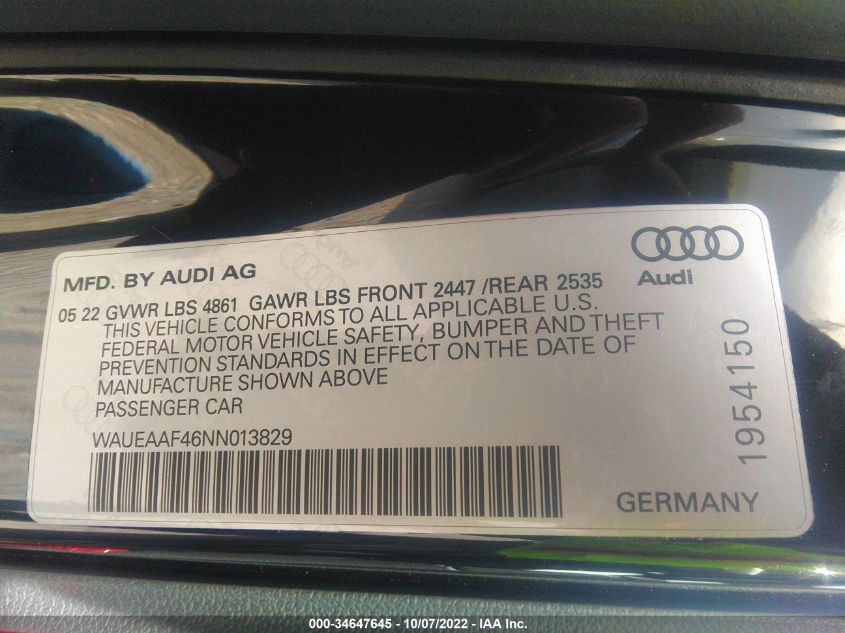 MFD. BY AUDI AG
Audi
05 22 GVWR LBS 4861 GAWR LBS FRONT 2447 /REAR 2535
THIS VEHICLE CONFORMS TO ALL APPLICABLE U.S.
FEDERAL MOTOR VEHICLE SAFETY, BUMPER AND THEFT
PREVENTION STANDARDS IN EFFECT ON THE DATE OF
MANUFACTURE SHOWN ABOVE
PASSENGER CAR
WAUEAAF46NN013829
1954150
GERMANY
000-34647645 - 10/07/2022 - IAA Inc.